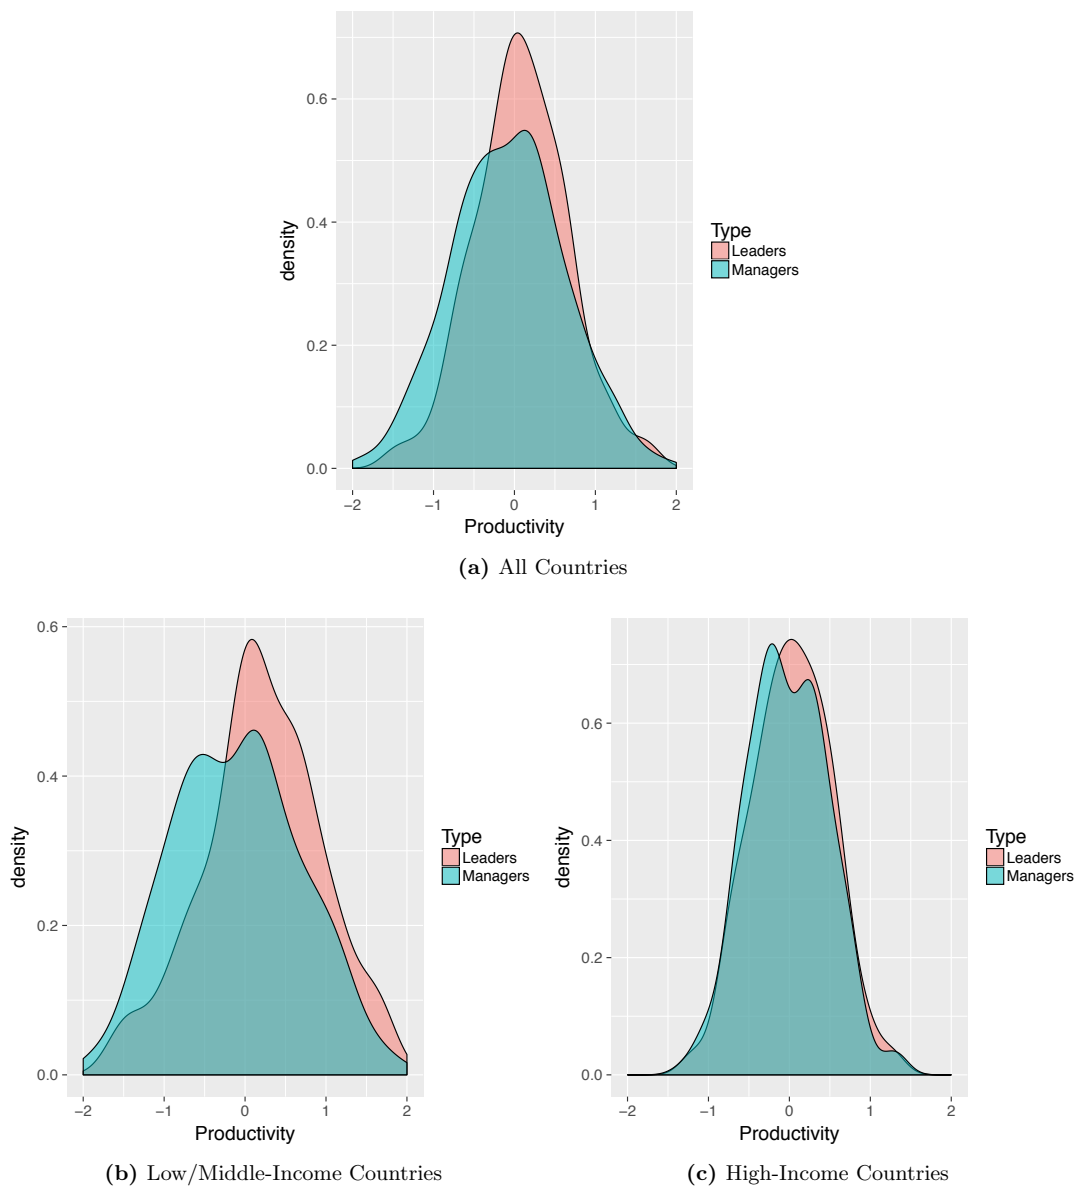 density
0.6
0.4
0.2
0.0
−2 −1 0 1 2
Productivity
Type
Leaders
Managers
(a) All Countries
density
0.6
0.4
0.2
0.0
−2 −1 0 1 2
Productivity
Type
Leaders
Managers
(b) Low/Middle-Income Countries
density
0.6
0.4
0.2
0.0
−2 −1 0 1 2
Productivity
Type
Leaders
Managers
(c) High-Income Countries